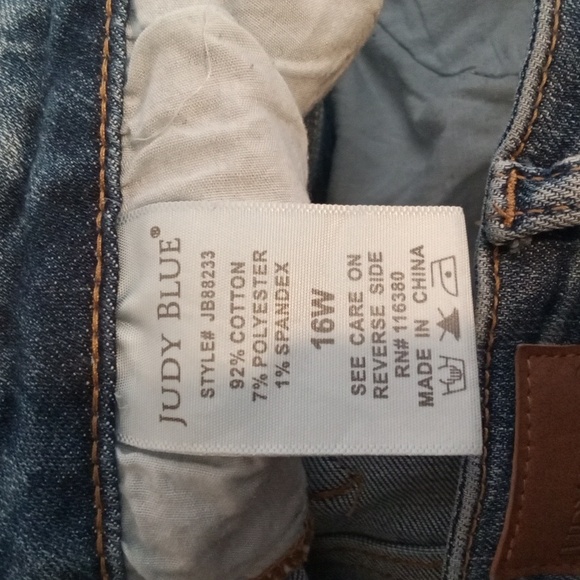 JUDY BLUE®
STYLE# JB88233
92% COTTON
7% POLYESTER
1% SPANDEX
16W
SEE CARE ON
REVERSE SIDE
RN# 116380
MADE IN CHINA